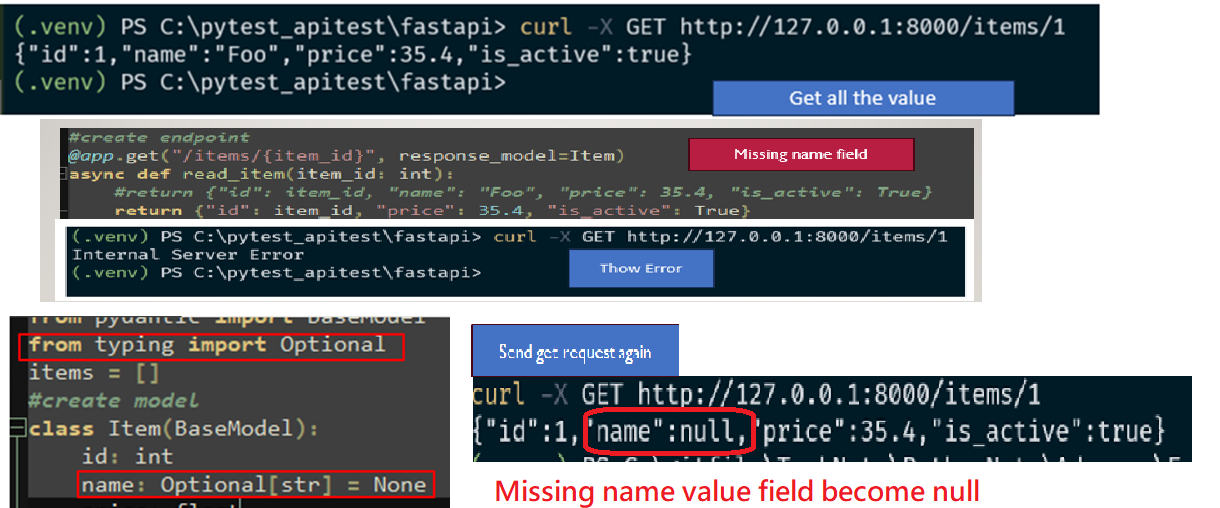 (.venv) PS C:\pytest_apitest\fastapi> curl -X GET http://127.0.0.1:8000/items/1
{"id":1,"name":"Foo","price":35.4,"is_active":true}
(.venv) PS C:\pytest_apitest\fastapi>
Get all the value
#create endpoint
@app.get("/items/{item_id}", response_model=Item)
Missing name field
async def read_item(item_id: int):
#return {"id": item_id, "name": "Foo", "price": 35.4, "is_active": True}
return {"id": item_id, "price": 35.4, "is_active": True}
(.venv) PS C:\pytest_apitest\fastapi> curl -X GET http://127.0.0.1:8000/items/1
Internal Server Error
(.venv) PS C:\pytest_apitest\fastapi>
Thow Error
from pydantic import BaseModel
from typing import Optional
items = []
#create model
class Item(BaseModel):
id: int
name: Optional[str] = None
Send get request again
curl -X GET http://127.0.0.1:8000/items/1
{"id":1,"name":null,"price":35.4,"is_active":true}
Missing name value field become null